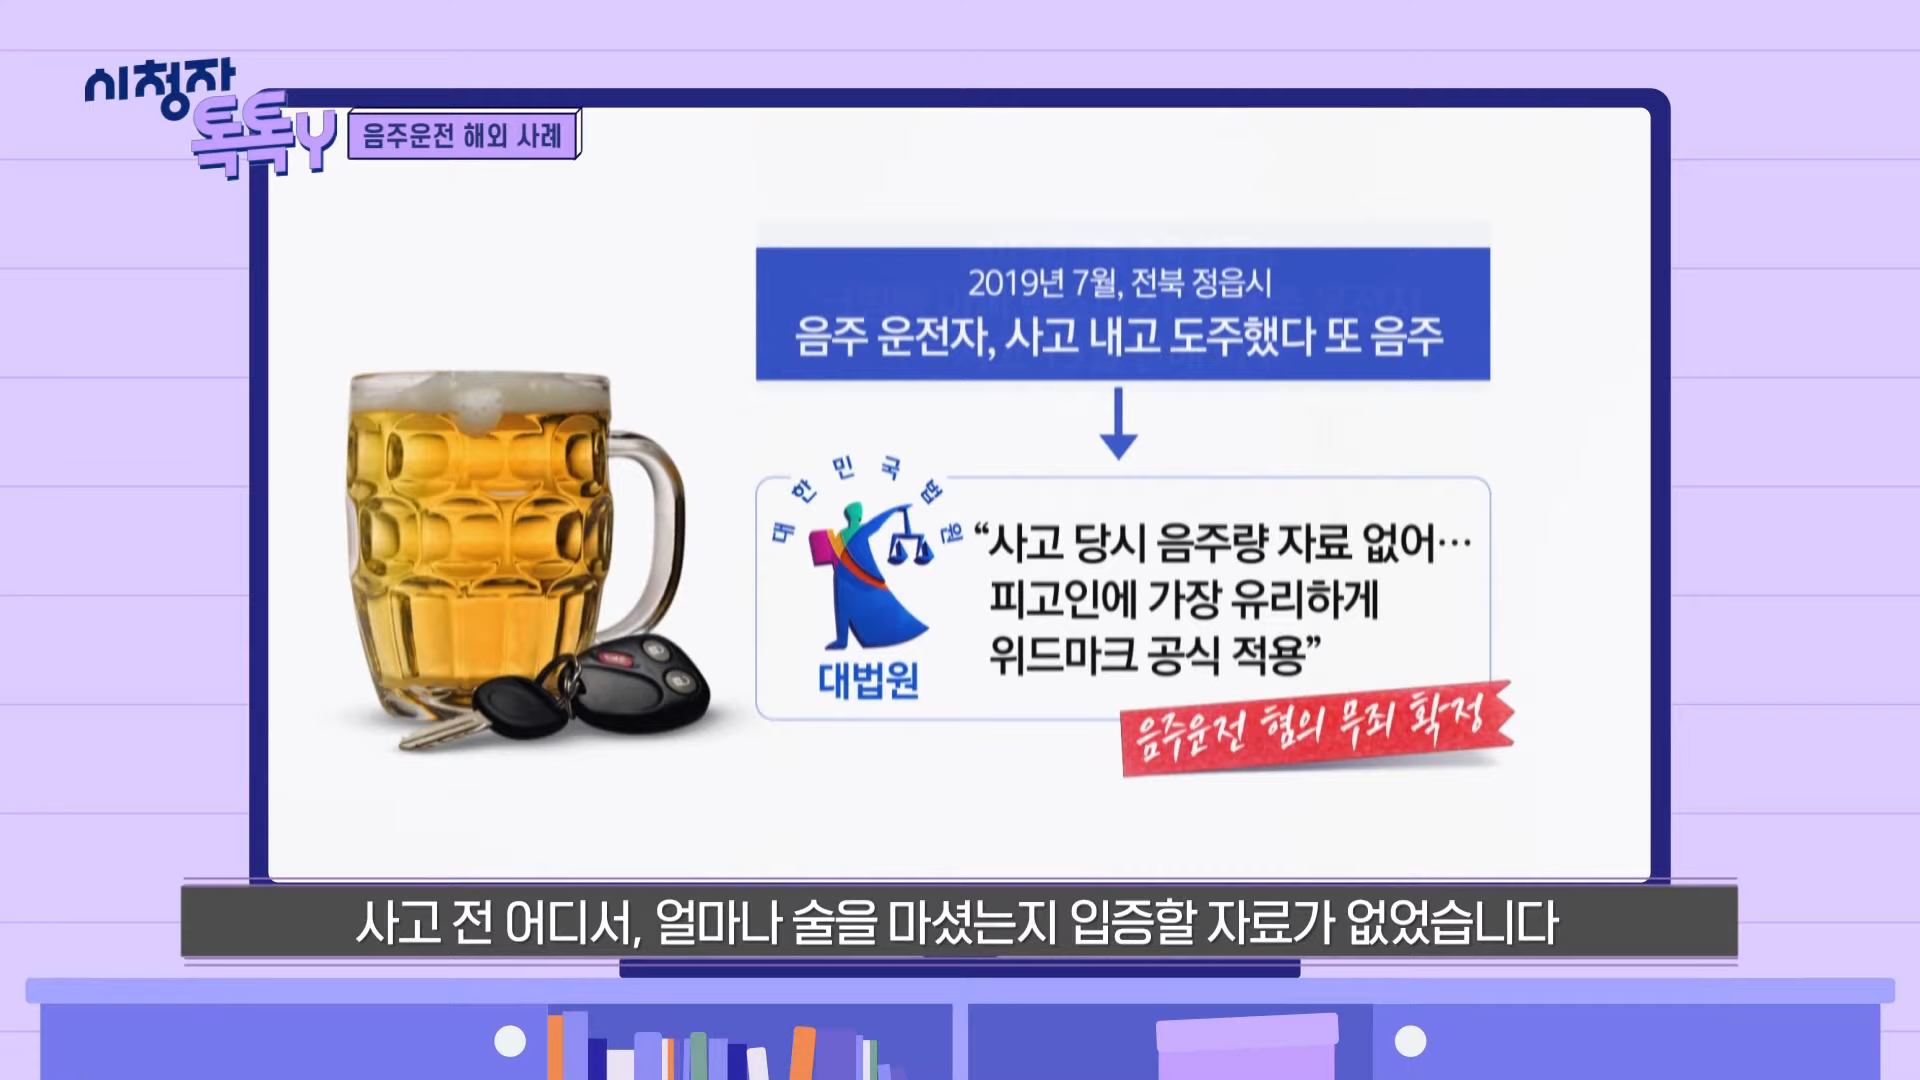 시청자
톡톡Y
음주운전 해외 사례
2019년 7월, 전북 정읍시
음주 운전자, 사고 내고 도주했다 또 음주
대한민국법원
대법원
“사고 당시 음주량 자료 없어…
피고인에 가장 유리하게
위드마크 공식 적용”
음주운전 혐의 무죄 확정
사고 전 어디서, 얼마나 술을 마셨는지 입증할 자료가 없었습니다